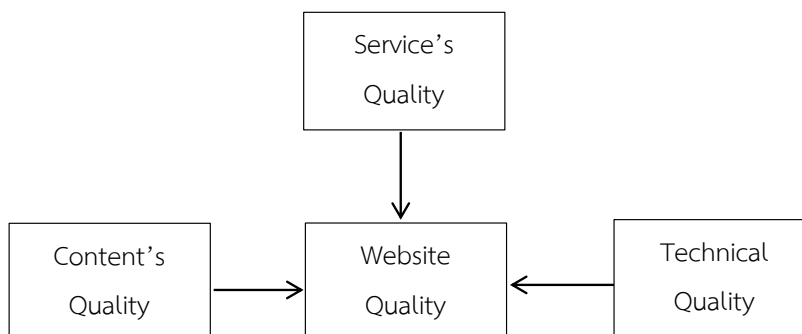 Service’s
Quality
Content’s
Quality
Website
Quality
Technical
Quality